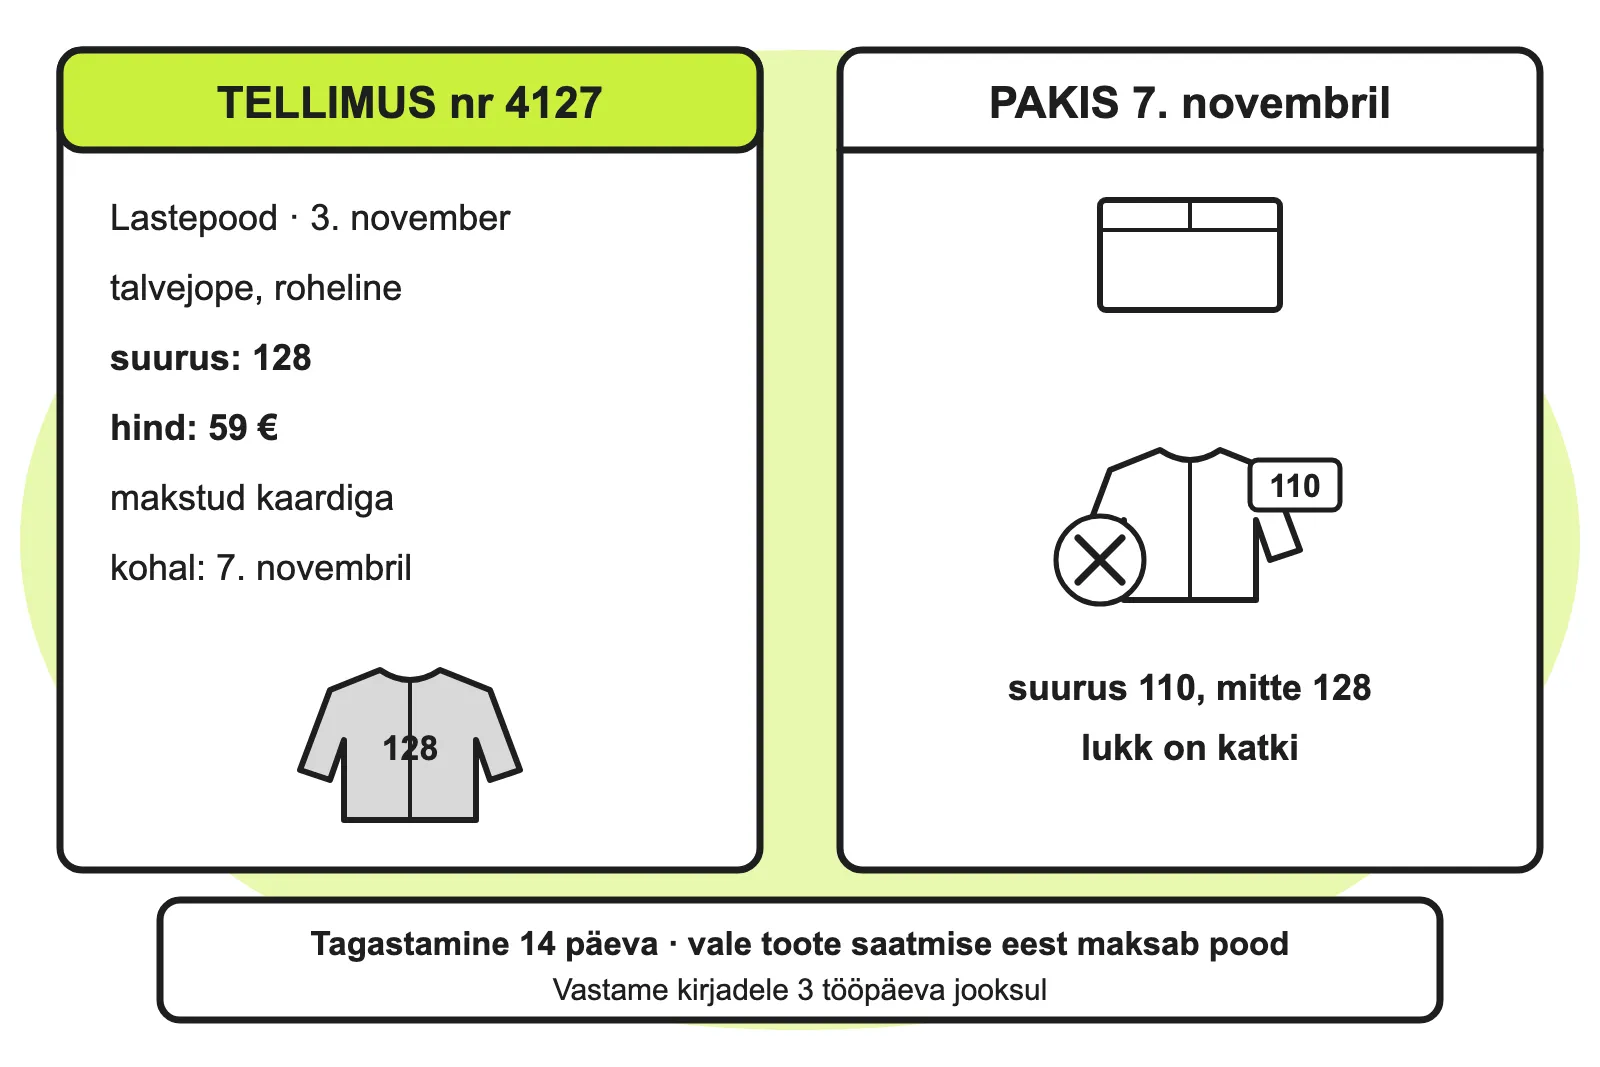 TELLIMUS nr 4127
Lastepood · 3. november
talvejope, roheline
suurus: 128
hind: 59 €
makstud kaardiga
kohal: 7. novembril
128
PAKIS 7. novembril
110
suurus 110, mitte 128
lukk on katki
Tagastamine 14 päeva · vale toote saatmise eest maksab pood
Vastame kirjadele 3 tööpäeva jooksul